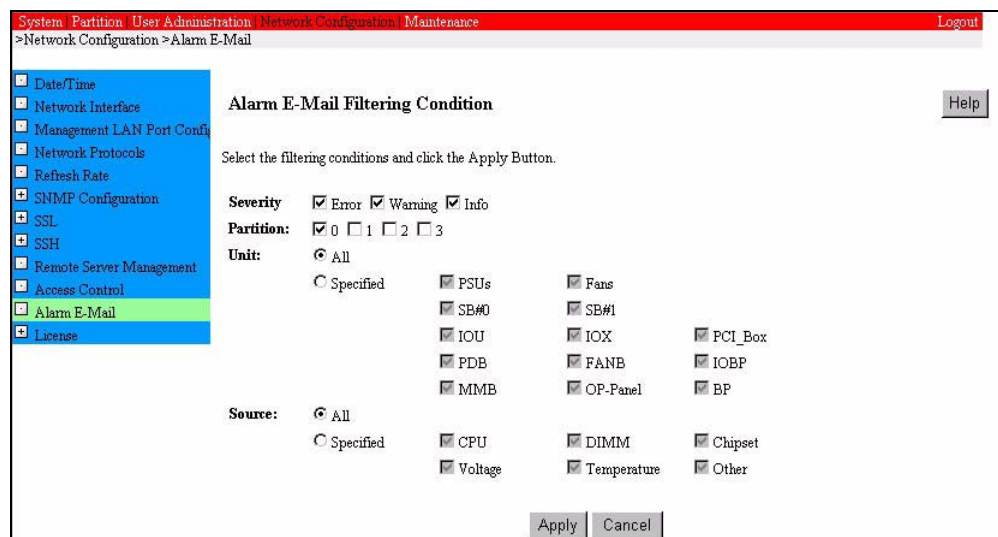 System | Partition | User Administration | Network Configuration | Maintenance Logout
>Network Configuration >Alarm E-Mail
Date/Time
Network Interface
Management LAN Port Config
Network Protocols
Refresh Rate
SNMP Configuration
SSL
SSH
Remote Server Management
Access Control
Alarm E-Mail
License
Alarm E-Mail Filtering Condition
Help
Select the filtering conditions and click the Apply Button.
Severity Error Warning Info
Partition: 0 1 2 3
Unit: All
Specified PSUs Fans
SB#0 SB#1
IOU IOX PCI_Box
PDB FANB IOBP
MMB OP-Panel BP
Source: All
Specified CPU DIMM Chipset
Voltage Temperature Other
Apply Cancel